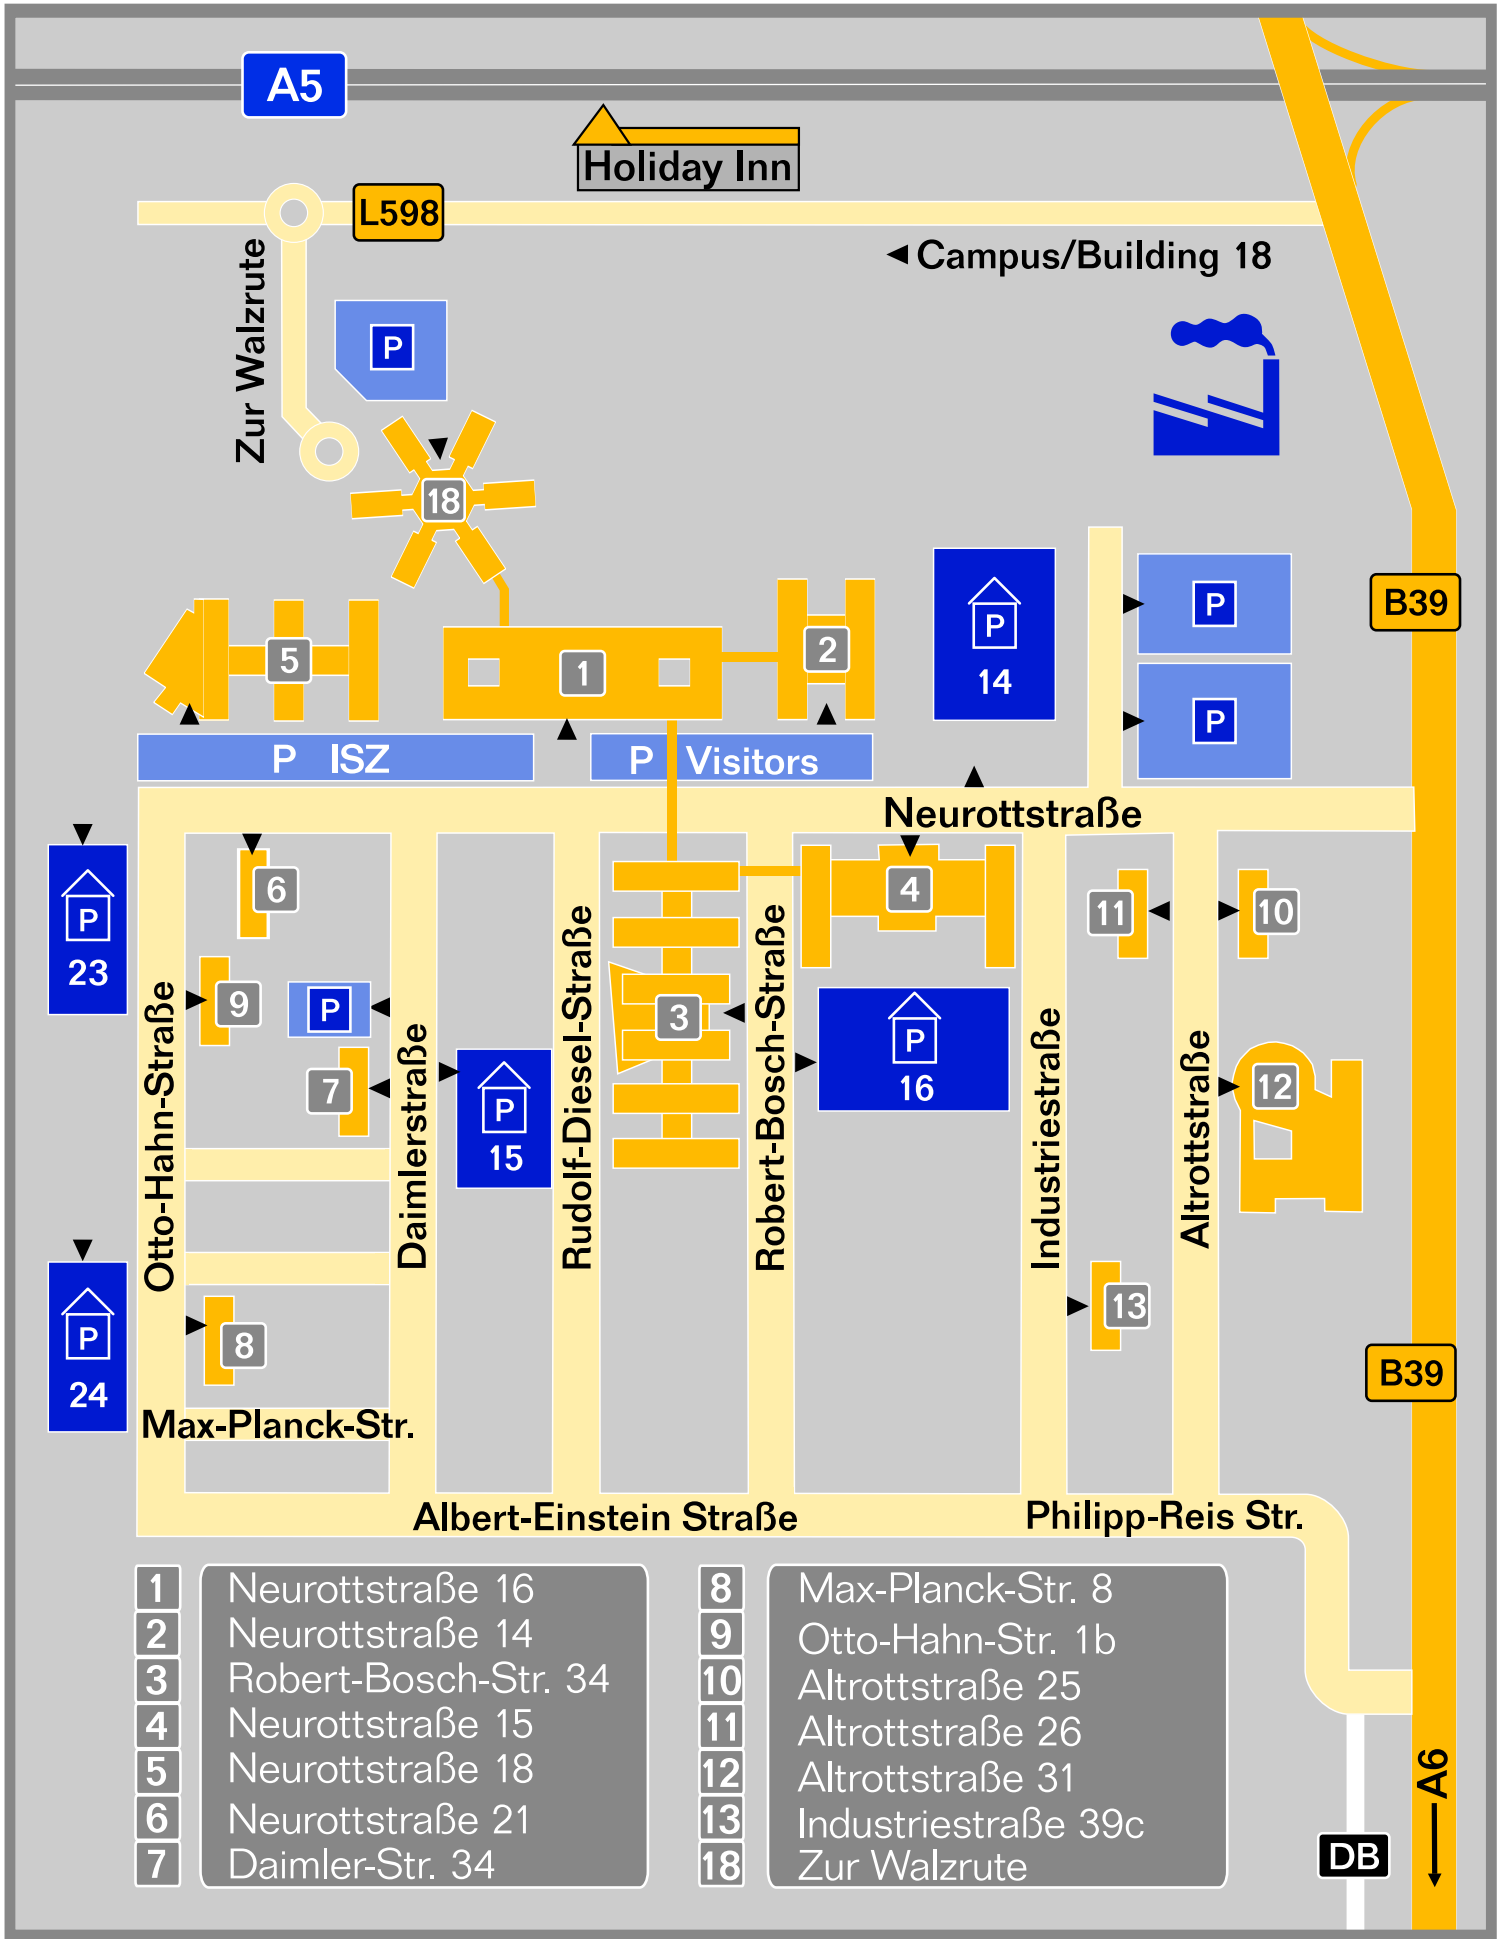 A5
Holiday Inn
L598
Campus/Building 18
Zur Walzrute
P
18
B39
P
P
14
P
5
1
2
P ISZ
P Visitors
Neurottstraße
P
23
6
4
11
10
9
P
3
7
P
15
P
16
12
Otto-Hahn-Straße
Daimlerstraße
Rudolf-Diesel-Straße
Robert-Bosch-Straße
Industriestraße
Altrottstraße
P
24
8
13
B39
Max-Planck-Str.
Albert-Einstein Straße
Philipp-Reis Str.
1 Neurottstraße 16
2 Neurottstraße 14
3 Robert-Bosch-Str. 34
4 Neurottstraße 15
5 Neurottstraße 18
6 Neurottstraße 21
7 Daimler-Str. 34
8 Max-Planck-Str. 8
9 Otto-Hahn-Str. 1b
10 Altrottstraße 25
11 Altrottstraße 26
12 Altrottstraße 31
13 Industriestraße 39c
18 Zur Walzrute
A6
DB